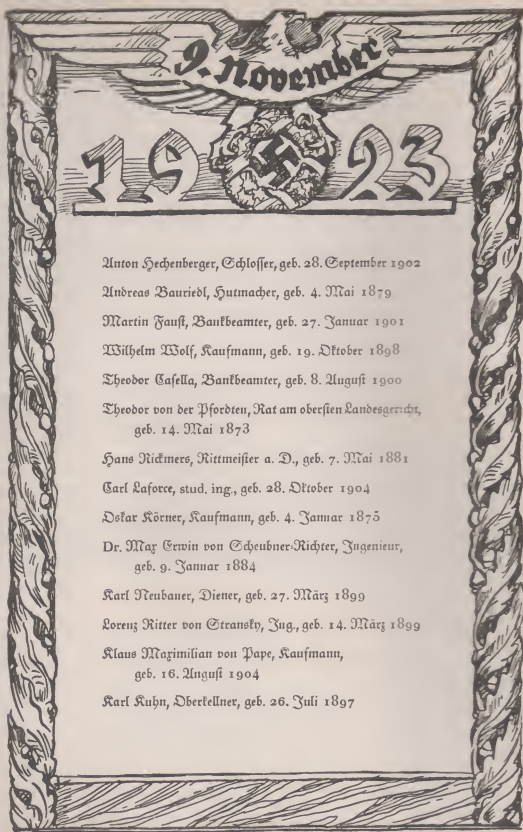 9. November
1923
Anton Hechenberger, Schlosser, geb. 28. September 1902
Andreas Bauriedl, Hutmacher, geb. 4. Mai 1879
Martin Faust, Bankbeamter, geb. 27. Januar 1901
Wilhelm Wolf, Kaufmann, geb. 19. Oktober 1898
Theodor Casella, Bankbeamter, geb. 8. August 1900
Theodor von der Pfordten, Rat am obersten Landesgericht,
geb. 14. Mai 1873
Hans Rickmers, Rittmeister a. D., geb. 7. Mai 1881
Carl Laforce, stud. ing., geb. 28. Oktober 1904
Oskar Körner, Kaufmann, geb. 4. Januar 1875
Dr. Max Erwin von Scheubner-Richter, Ingenieur,
geb. 9. Januar 1884
Karl Neubauer, Diener, geb. 27. März 1899
Lorenz Ritter von Stransky, Ing., geb. 14. März 1899
Klaus Maximilian von Pape, Kaufmann,
geb. 16. August 1904
Karl Kuhn, Oberkellner, geb. 26. Juli 1897